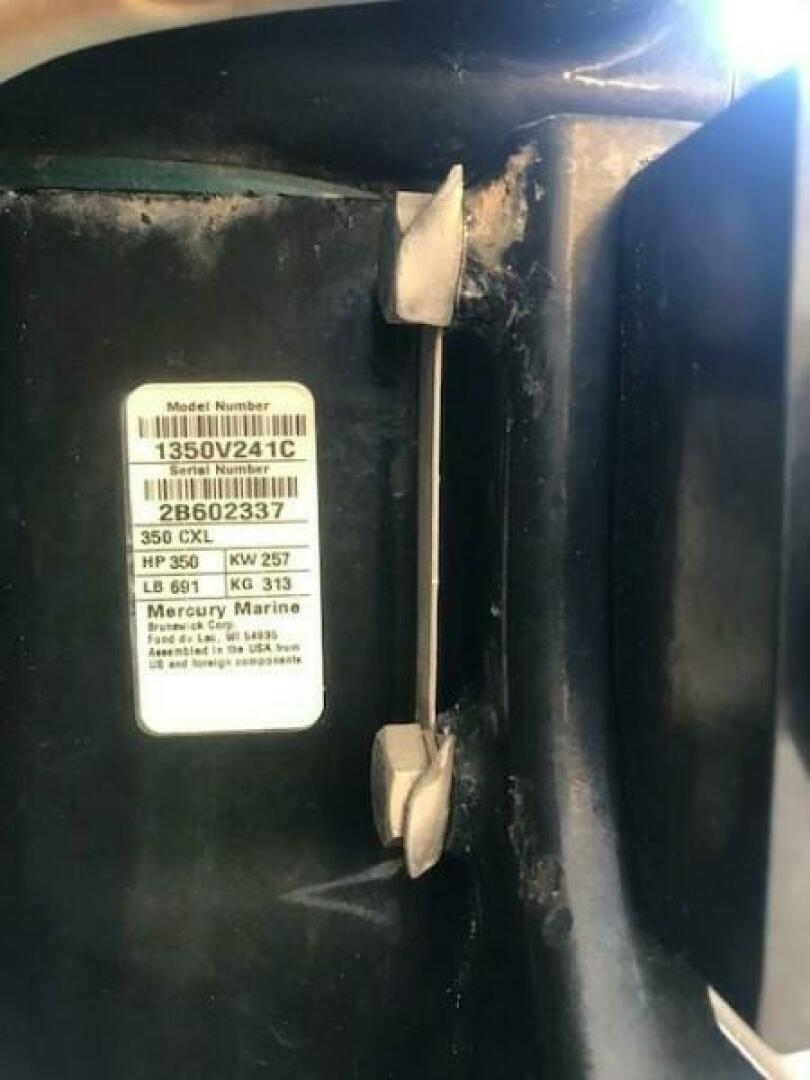 Model Number
1350V241C
Serial Number
2B602337
350 CXL
HP 350 KW 257
LB 691 KG 313
Mercury Marine
Brunswick Corp.
Fond du Lac, WI 54935
Assembled in the USA from
US and foreign components